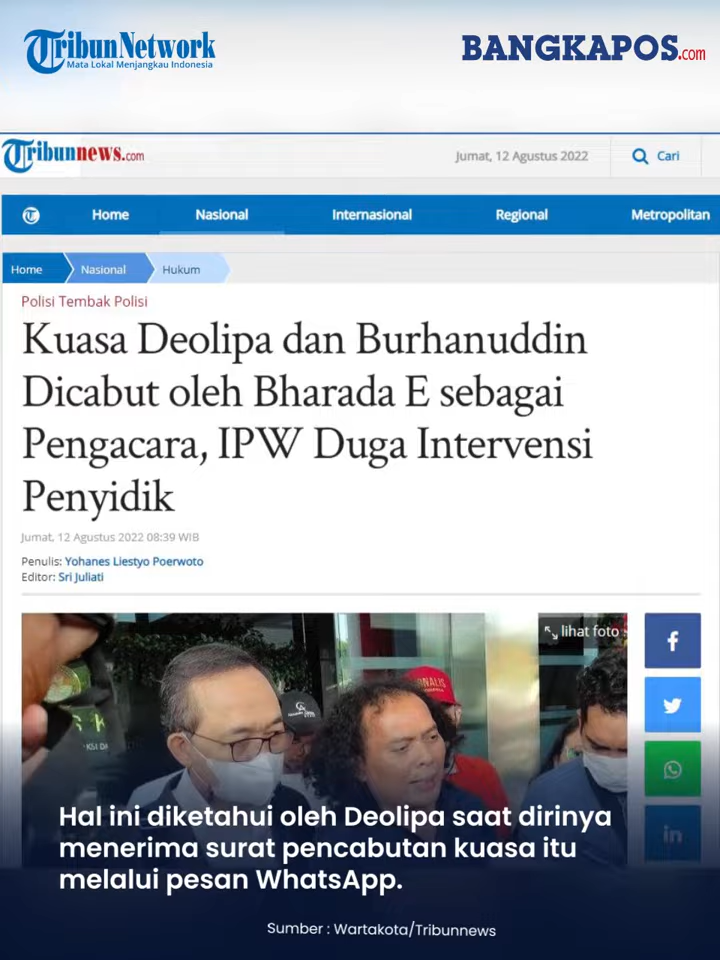 TribunNetwork
Mata Lokal Menjangkau Indonesia
BANGKAPOS.com
Tribunnews.com
Jumat, 12 Agustus 2022
Cari
Home
Nasional
Internasional
Regional
Metropolitan
Home
Nasional
Hukum
Polisi Tembak Polisi
Kuasa Deolipa dan Burhanuddin
Dicabut oleh Bharada E sebagai
Pengacara, IPW Duga Intervensi
Penyidik
Jumat, 12 Agustus 2022 08:39 WIB
Penulis: Yohanes Liestyo Poerwoto
Editor: Sri Juliati
lihat foto
Hal ini diketahui oleh Deolipa saat dirinya
menerima surat pencabutan kuasa itu
melalui pesan WhatsApp.
Sumber : Wartakota/Tribunnews